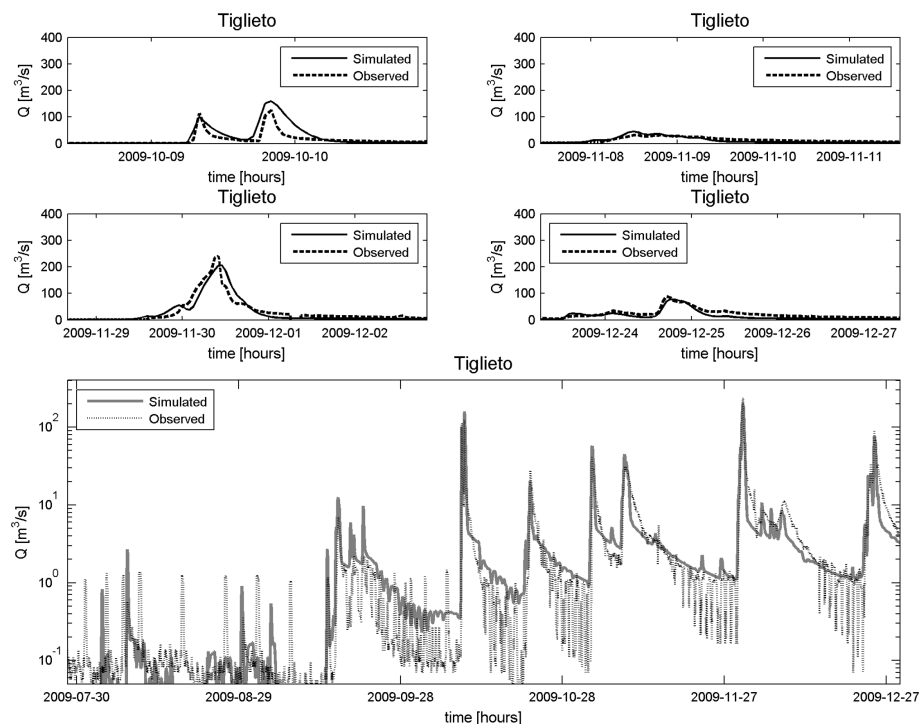 Tiglieto
Q [m³/s]
400
300
200
100
0
Simulated
Observed
2009-10-09
2009-10-10
time [hours]
Tiglieto
Q [m³/s]
400
300
200
100
0
Simulated
Observed
2009-11-08
2009-11-09
2009-11-10
2009-11-11
time [hours]
Tiglieto
Q [m³/s]
400
300
200
100
0
Simulated
Observed
2009-11-29
2009-11-30
2009-12-01
2009-12-02
time [hours]
Tiglieto
Q [m³/s]
400
300
200
100
0
Simulated
Observed
2009-12-24
2009-12-25
2009-12-26
2009-12-27
time [hours]
Tiglieto
Q [m³/s]
10²
10¹
10⁰
10⁻¹
Simulated
Observed
2009-07-30
2009-08-29
2009-09-28
2009-10-28
2009-11-27
2009-12-27
time [hours]